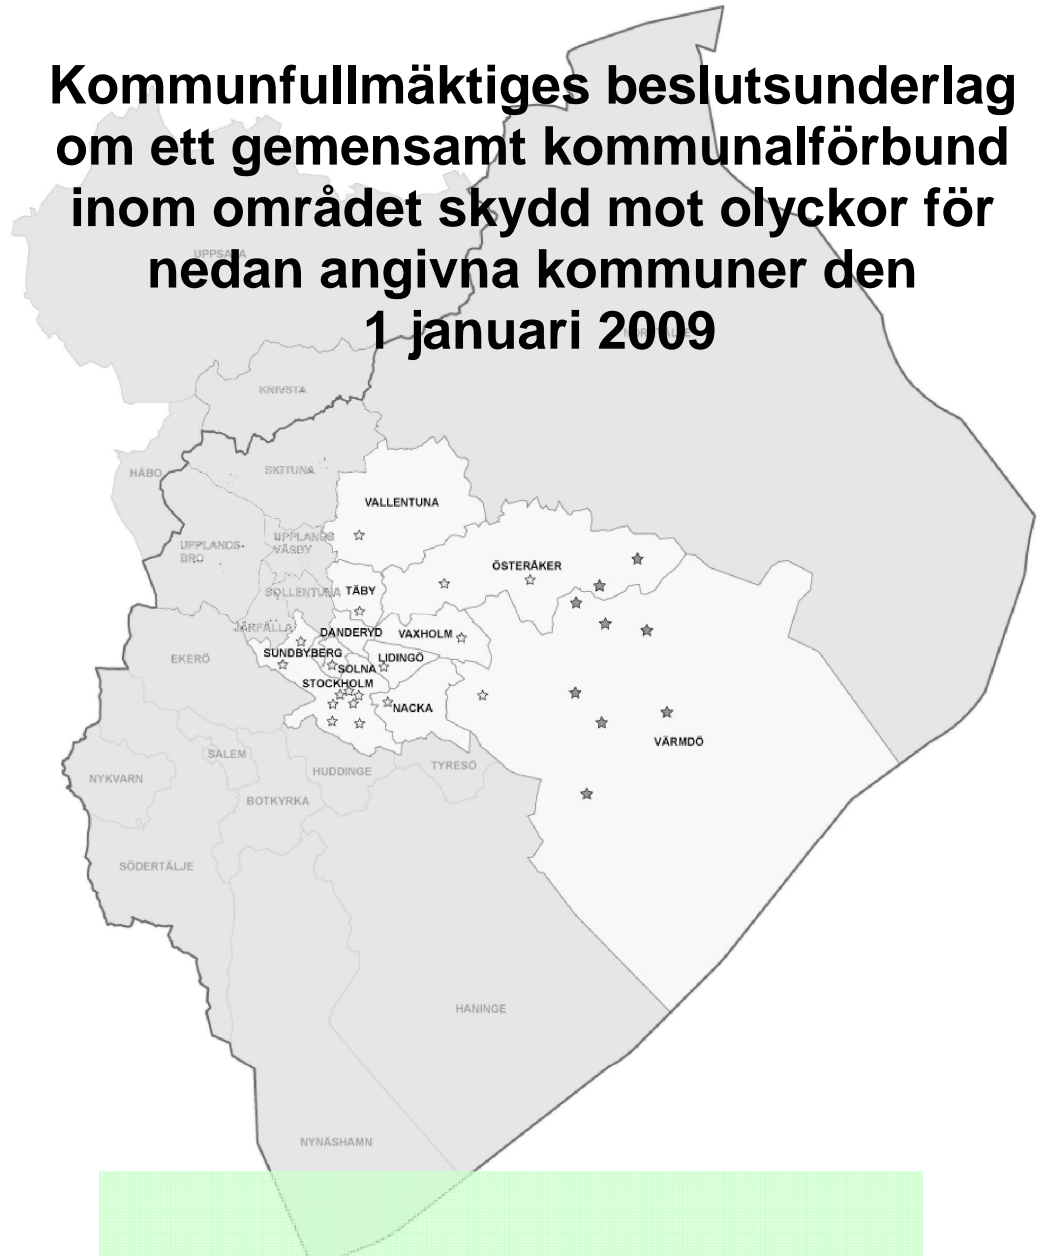 Kommunfullmäktiges beslutsunderlag
om ett gemensamt kommunalförbund
inom området skydd mot olyckor för
nedan angivna kommuner den
1 januari 2009
UPPSALA
KNIVSTA
HÅBO
SIGTUNA
VALLENTUNA
UPPLANDS-
BRO
UPPLANDS
VÄSBY
ÖSTERÅKER
SOLLENTUNA
TÄBY
JÄRFÄLLA
DANDERYD
VAXHOLM
EKERÖ
SUNDBYBERG
SOLNA
LIDINGÖ
STOCKHOLM
NACKA
VÄRMDÖ
SALEM
HUDDINGE
TYRESÖ
NYKVARN
BOTKYRKA
SÖDERTÄLJE
HANINGE
NYNÄSHAMN